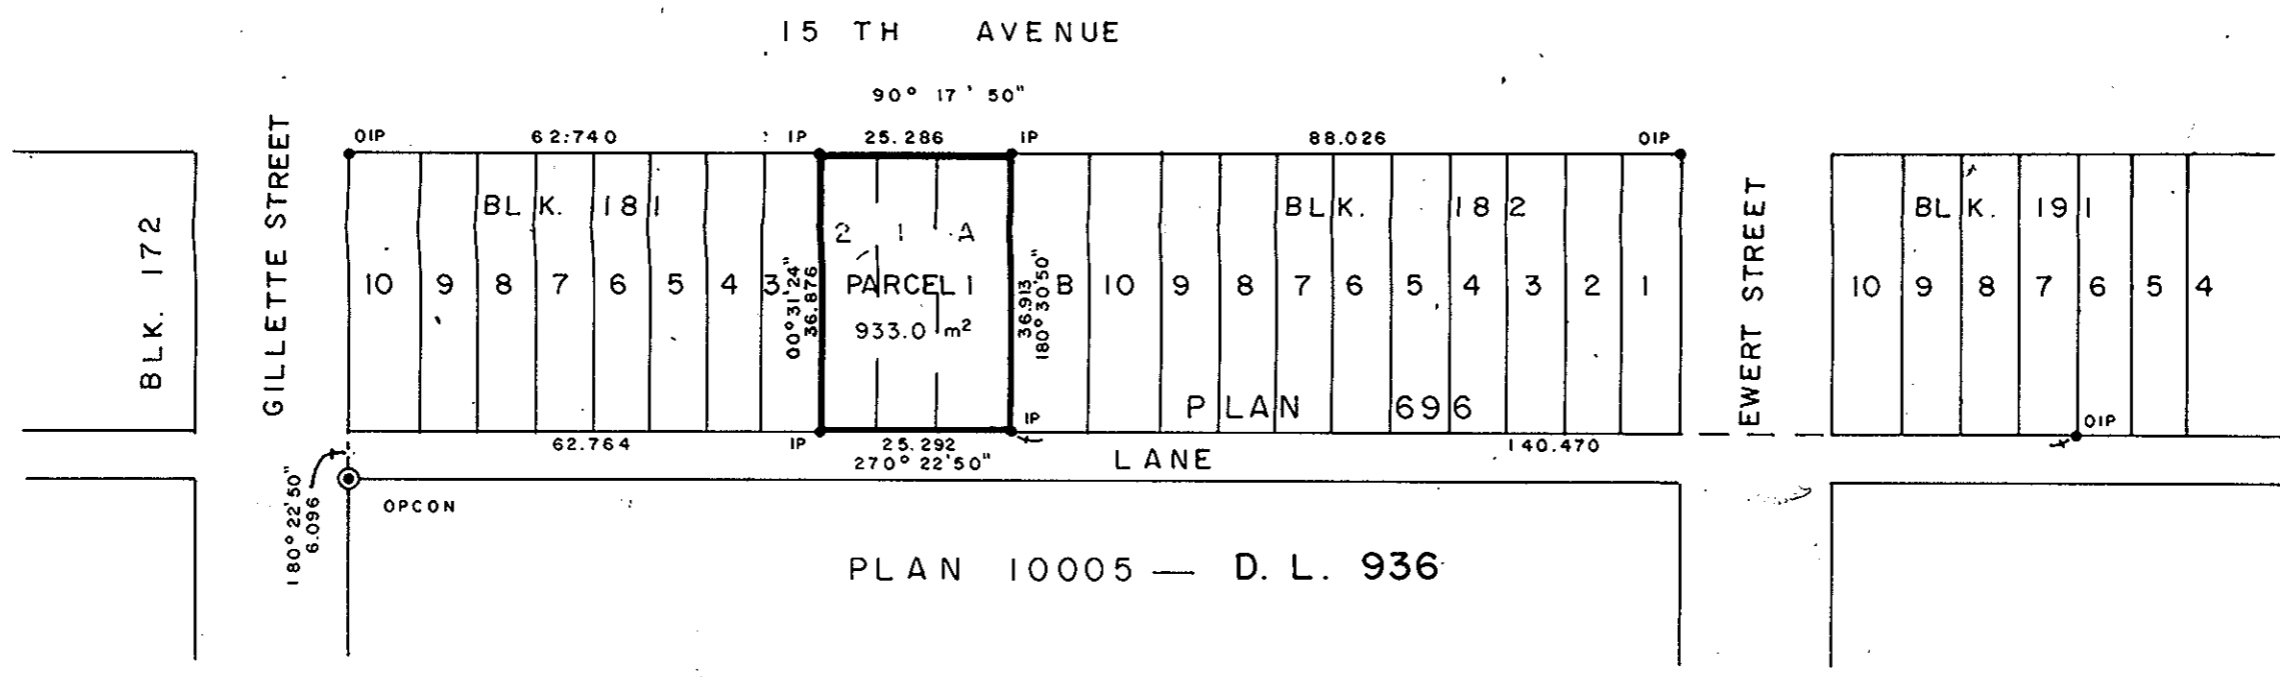 15 TH AVENUE
90° 17' 50"
OIP 62.740 IP 25.286 IP 88.026 OIP
BLK. 172
GILLETTE STREET
BLK. 181
BLK. 182
EWERT STREET
BLK. 191
2 1 A
10 9 8 7 6 5 4 3
00° 31' 24"
36.876
PARCEL 1
933.0 m²
36.913
180° 30' 50"
B 10 9 8 7 6 5 4 3 2 1
10 9 8 7 6 5 4
PLAN 696
IP
OIP
62.764 IP 25.292
270° 22' 50"
LANE
140.470
180° 22' 50"
6.096
OPCON
PLAN 10005 — D. L. 936